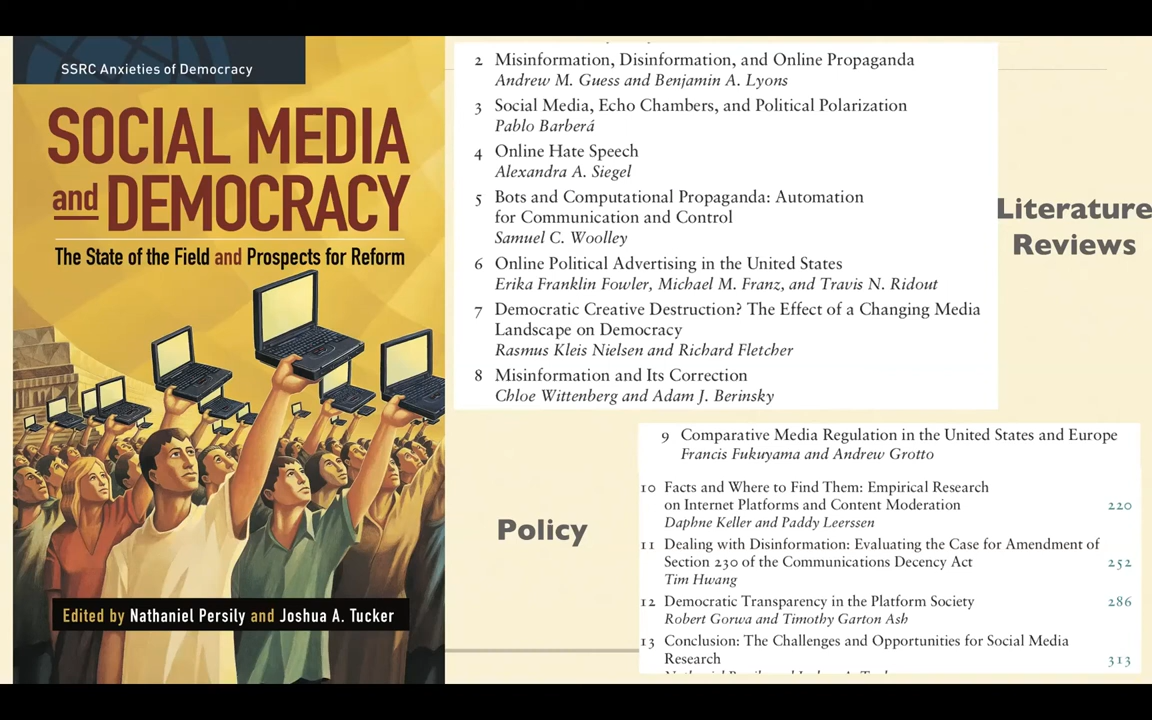 SSRC Anxieties of Democracy
SOCIAL MEDIA
and DEMOCRACY
The State of the Field and Prospects for Reform
Edited by Nathaniel Persily and Joshua A. Tucker
2 Misinformation, Disinformation, and Online Propaganda
Andrew M. Guess and Benjamin A. Lyons
3 Social Media, Echo Chambers, and Political Polarization
Pablo Barberá
4 Online Hate Speech
Alexandra A. Siegel
5 Bots and Computational Propaganda: Automation
for Communication and Control
Samuel C. Woolley
6 Online Political Advertising in the United States
Erika Franklin Fowler, Michael M. Franz, and Travis N. Ridout
7 Democratic Creative Destruction? The Effect of a Changing Media
Landscape on Democracy
Rasmus Kleis Nielsen and Richard Fletcher
8 Misinformation and Its Correction
Chloe Wittenberg and Adam J. Berinsky
Literature
Reviews
Policy
9 Comparative Media Regulation in the United States and Europe
Francis Fukuyama and Andrew Grotto
10 Facts and Where to Find Them: Empirical Research
on Internet Platforms and Content Moderation 220
Daphne Keller and Paddy Leerssen
11 Dealing with Disinformation: Evaluating the Case for Amendment of
Section 230 of the Communications Decency Act 252
Tim Hwang
12 Democratic Transparency in the Platform Society 286
Robert Gorwa and Timothy Garton Ash
13 Conclusion: The Challenges and Opportunities for Social Media
Research 313